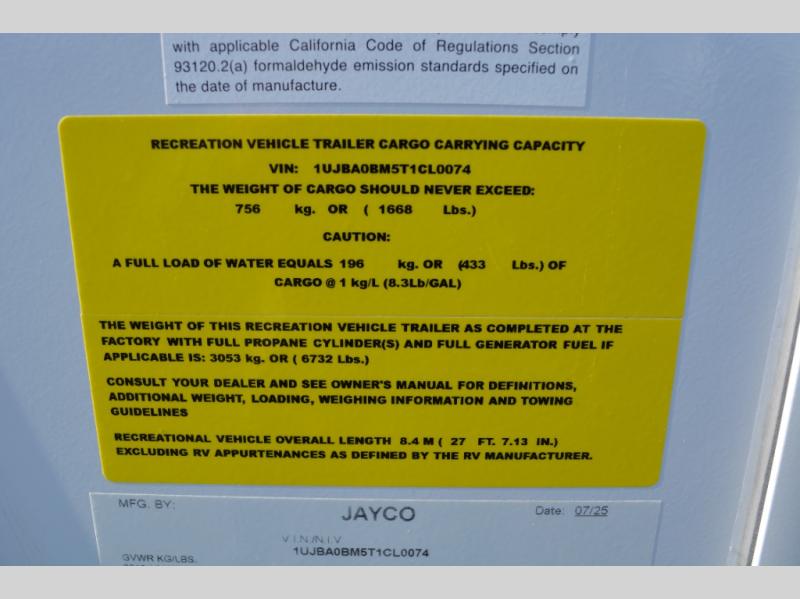 with applicable California Code of Regulations Section
93120.2(a) formaldehyde emission standards specified on
the date of manufacture.
RECREATION VEHICLE TRAILER CARGO CARRYING CAPACITY
VIN: 1UJBA0BM5T1CL0074
THE WEIGHT OF CARGO SHOULD NEVER EXCEED:
756 kg. OR ( 1668 Lbs.)
CAUTION:
A FULL LOAD OF WATER EQUALS 196 kg. OR (433 Lbs.) OF
CARGO @ 1 kg/L (8.3Lb/GAL)
THE WEIGHT OF THIS RECREATION VEHICLE TRAILER AS COMPLETED AT THE
FACTORY WITH FULL PROPANE CYLINDER(S) AND FULL GENERATOR FUEL IF
APPLICABLE IS: 3053 kg. OR ( 6732 Lbs.)
CONSULT YOUR DEALER AND SEE OWNER'S MANUAL FOR DEFINITIONS,
ADDITIONAL WEIGHT, LOADING, WEIGHING INFORMATION AND TOWING
GUIDELINES
RECREATIONAL VEHICLE OVERALL LENGTH 8.4 M ( 27 FT. 7.13 IN.)
EXCLUDING RV APPURTENANCES AS DEFINED BY THE RV MANUFACTURER.
MFG. BY: JAYCO Date: 07/25
V.I.N./N.I.V
1UJBA0BM5T1CL0074
GVWR KG/LBS.